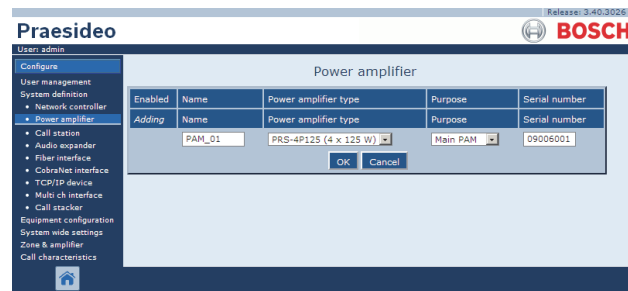 Release: 3.40.3026
Praesideo
BOSCH
User: admin
Configure
Power amplifier
User management
System definition
• Network controller
• Power amplifier
• Call station
• Audio expander
• Fiber interface
• CobraNet interface
• TCP/IP device
• Multi ch interface
• Call stacker
Equipment configuration
System wide settings
Zone & amplifier
Call characteristics
Enabled Name Power amplifier type Purpose Serial number
Adding Name Power amplifier type Purpose Serial number
PAM_01 PRS-4P125 (4 x 125 W) Main PAM 09006001
OK Cancel